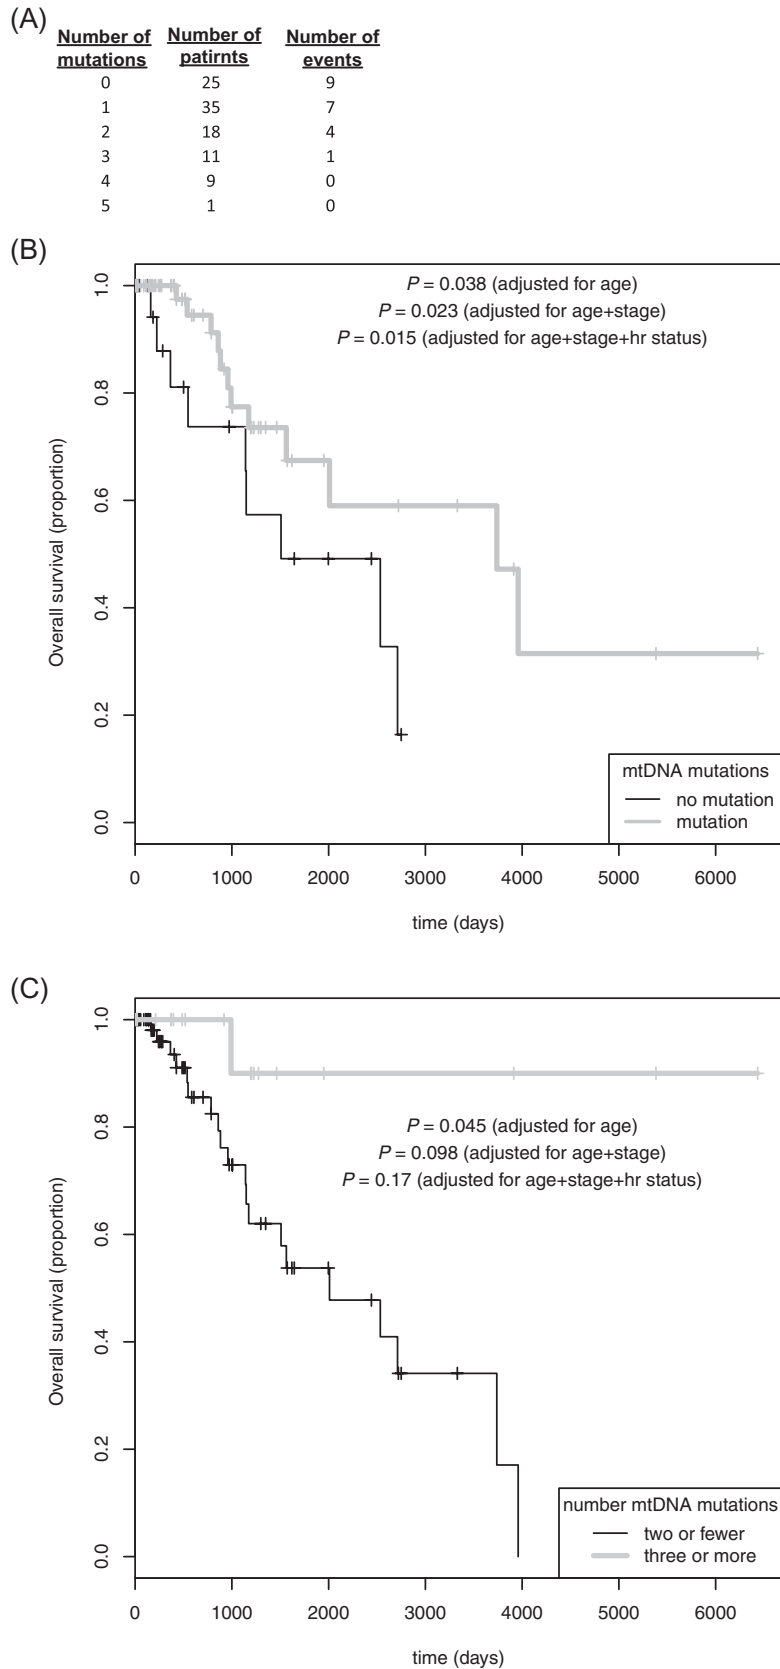 (A)
Number of mutations Number of patirnts Number of events
0 25 9
1 35 7
2 18 4
3 11 1
4 9 0
5 1 0
(B)
P = 0.038 (adjusted for age)
P = 0.023 (adjusted for age+stage)
P = 0.015 (adjusted for age+stage+hr status)
Overall survival (proportion)
1.0
0.8
0.6
0.4
0.2
0.0
mtDNA mutations
no mutation
mutation
0 1000 2000 3000 4000 5000 6000
time (days)
(C)
P = 0.045 (adjusted for age)
P = 0.098 (adjusted for age+stage)
P = 0.17 (adjusted for age+stage+hr status)
Overall survival (proportion)
1.0
0.8
0.6
0.4
0.2
0.0
number mtDNA mutations
two or fewer
three or more
0 1000 2000 3000 4000 5000 6000
time (days)